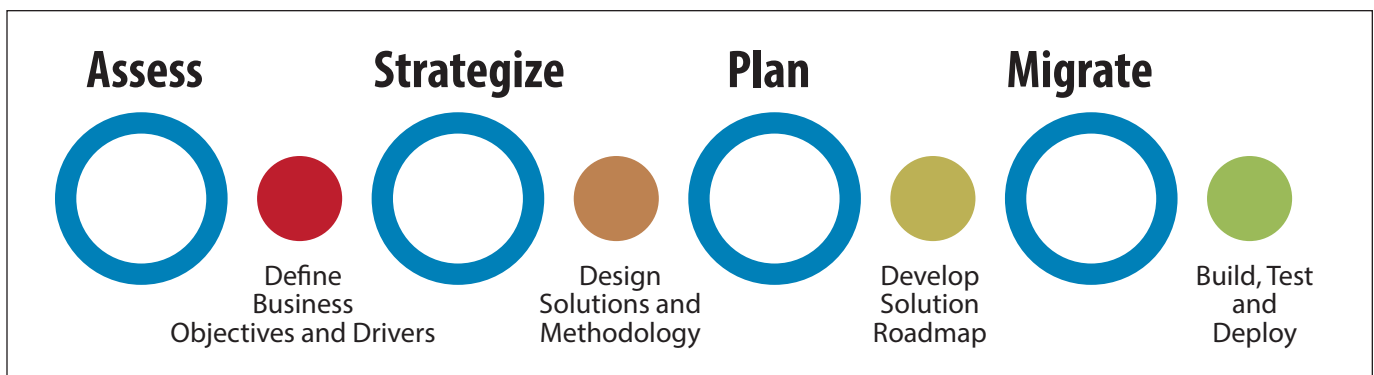 Assess
Strategize
Plan
Migrate
Define
Business
Objectives and Drivers
Design
Solutions and
Methodology
Develop
Solution
Roadmap
Build, Test
and
Deploy